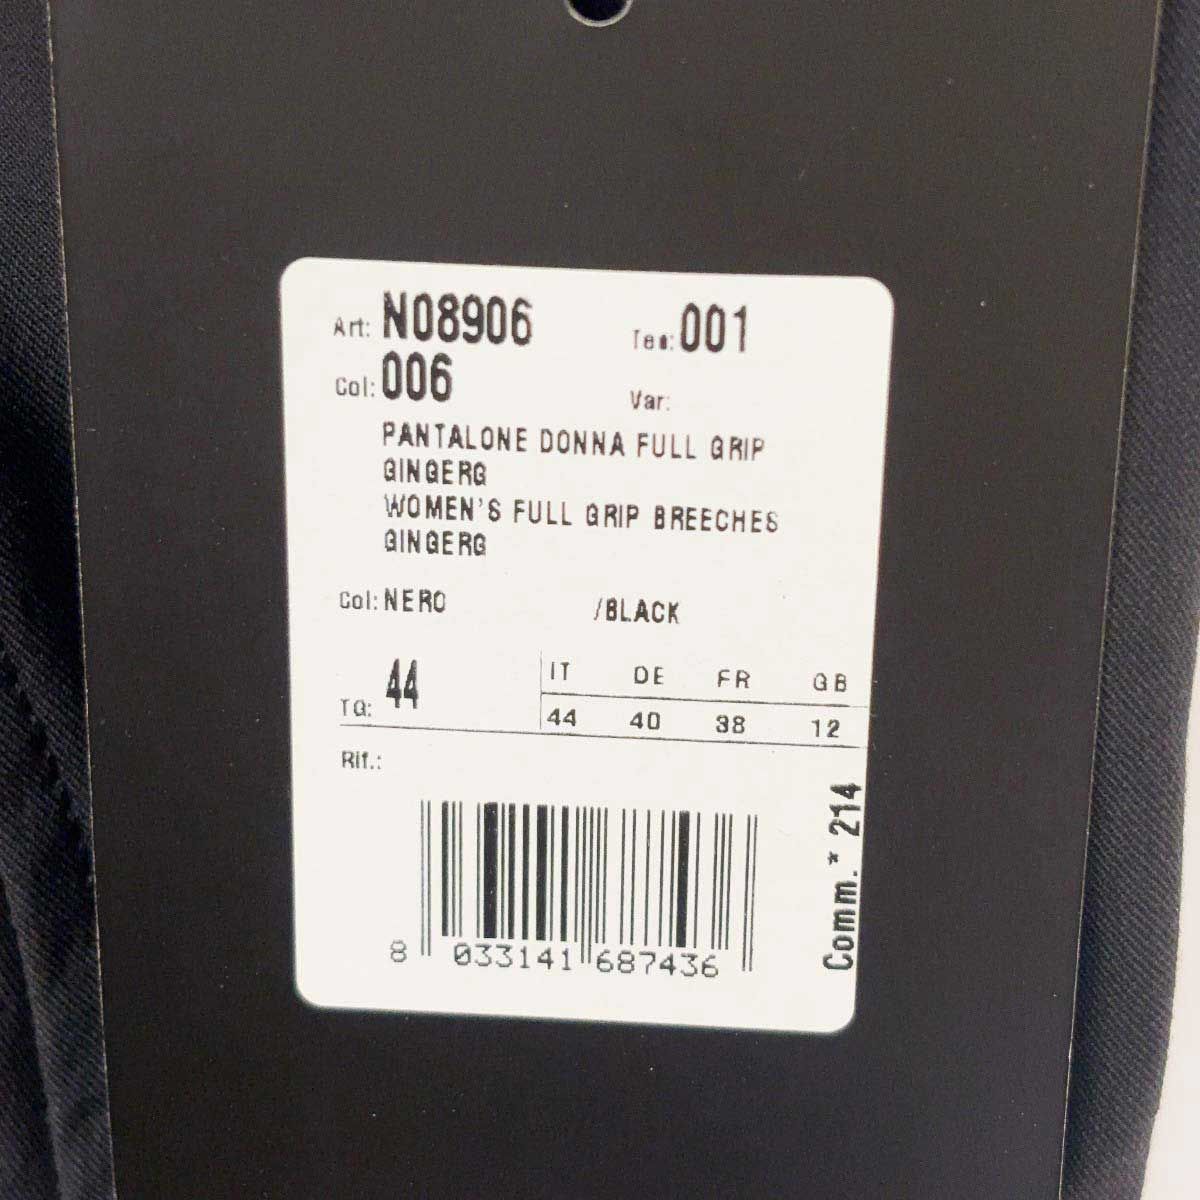 Art: N08906 Tes: 001
Col: 006 Var:
PANTALONE DONNA FULL GRIP
GINGERG
WOMEN'S FULL GRIP BREECHES
GINGERG
Col: NERO /BLACK
IT DE FR GB
TG: 44 44 40 38 12
Rif.:
Comm. * 214
8 033141 687436